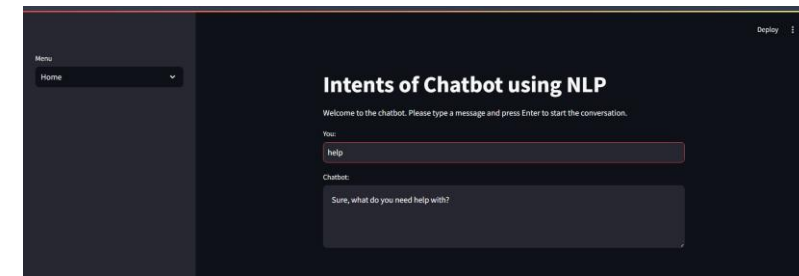 Deploy
Menu
Home
Intents of Chatbot using NLP
Welcome to the chatbot. Please type a message and press Enter to start the conversation.
You:
help
Chatbot:
Sure, what do you need help with?